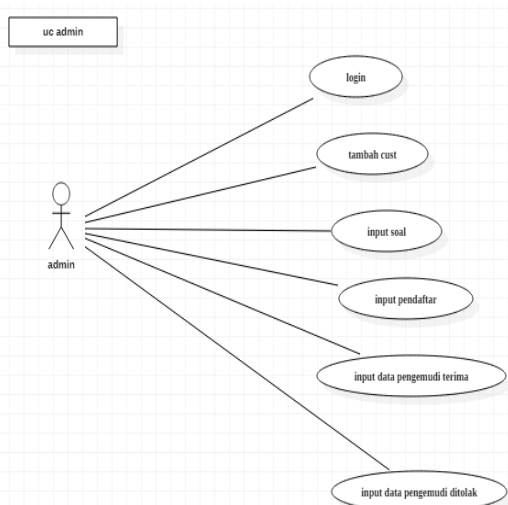 uc admin
login
tambah cust
input soal
admin
input pendaftar
input data pengemudi terima
input data pengemudi ditolak